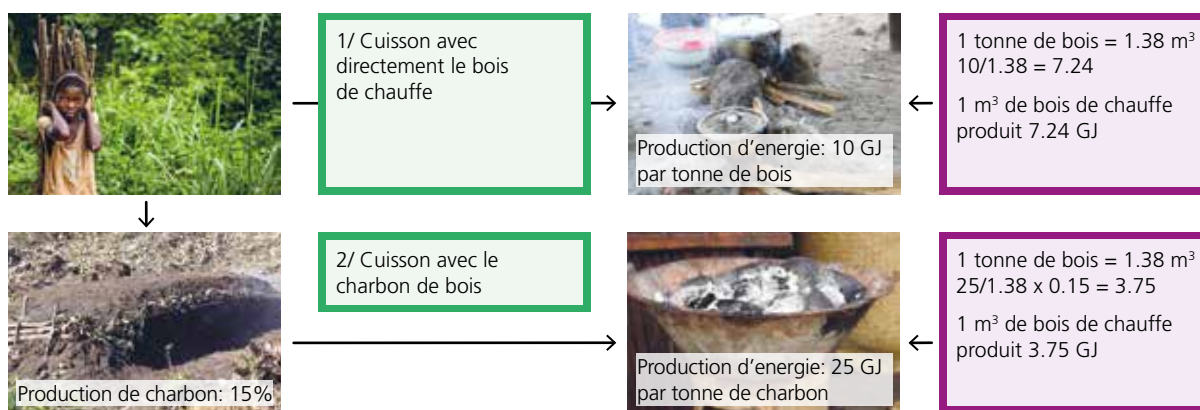 1/ Cuisson avec
directement le bois
de chauffe
Production d’energie: 10 GJ
par tonne de bois
1 tonne de bois = 1.38 m³
10/1.38 = 7.24
1 m³ de bois de chauffe
produit 7.24 GJ
Production de charbon: 15%
2/ Cuisson avec le
charbon de bois
Production d’energie: 25 GJ
par tonne de charbon
1 tonne de bois = 1.38 m³
25/1.38 x 0.15 = 3.75
1 m³ de bois de chauffe
produit 3.75 GJ